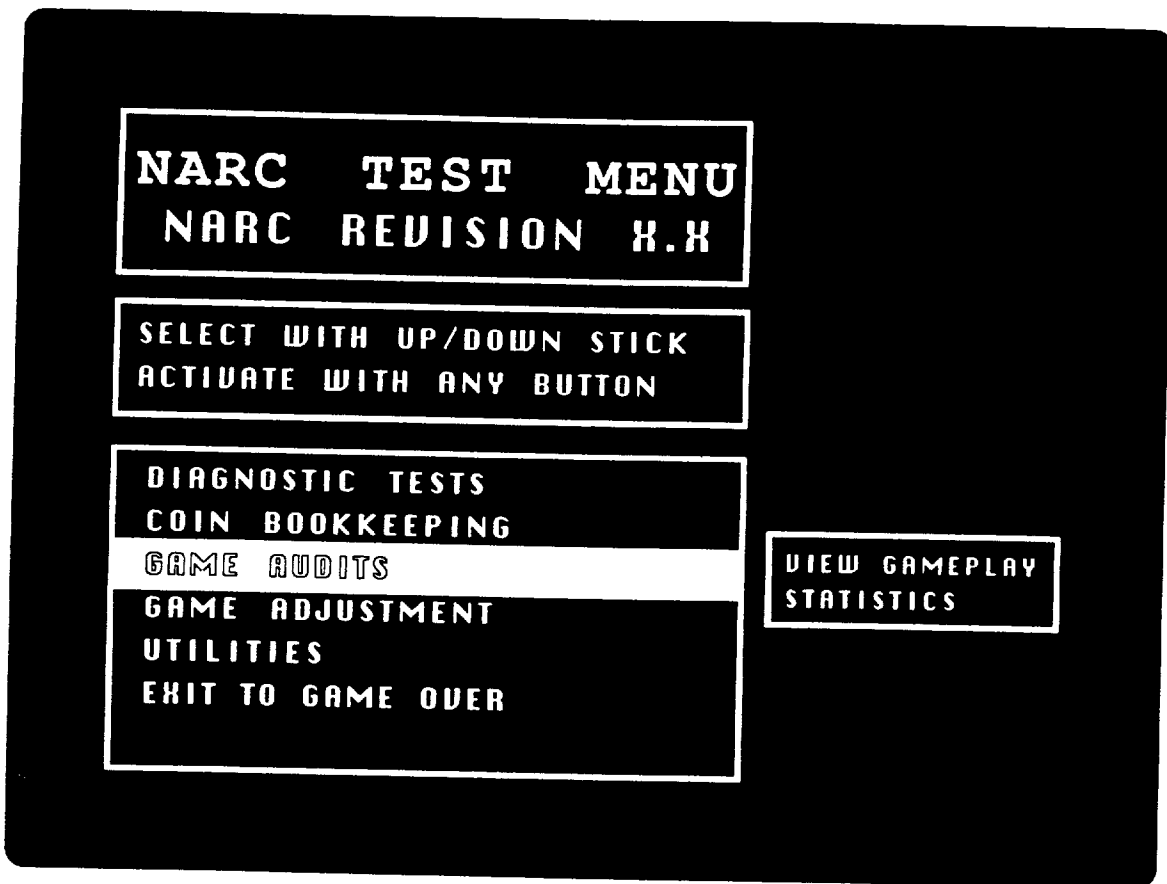 NARC TEST MENU
NARC REVISION X.X
SELECT WITH UP/DOWN STICK
ACTIVATE WITH ANY BUTTON
DIAGNOSTIC TESTS
COIN BOOKKEEPING
GAME AUDITS
GAME ADJUSTMENT
UTILITIES
EXIT TO GAME OVER
VIEW GAMEPLAY
STATISTICS